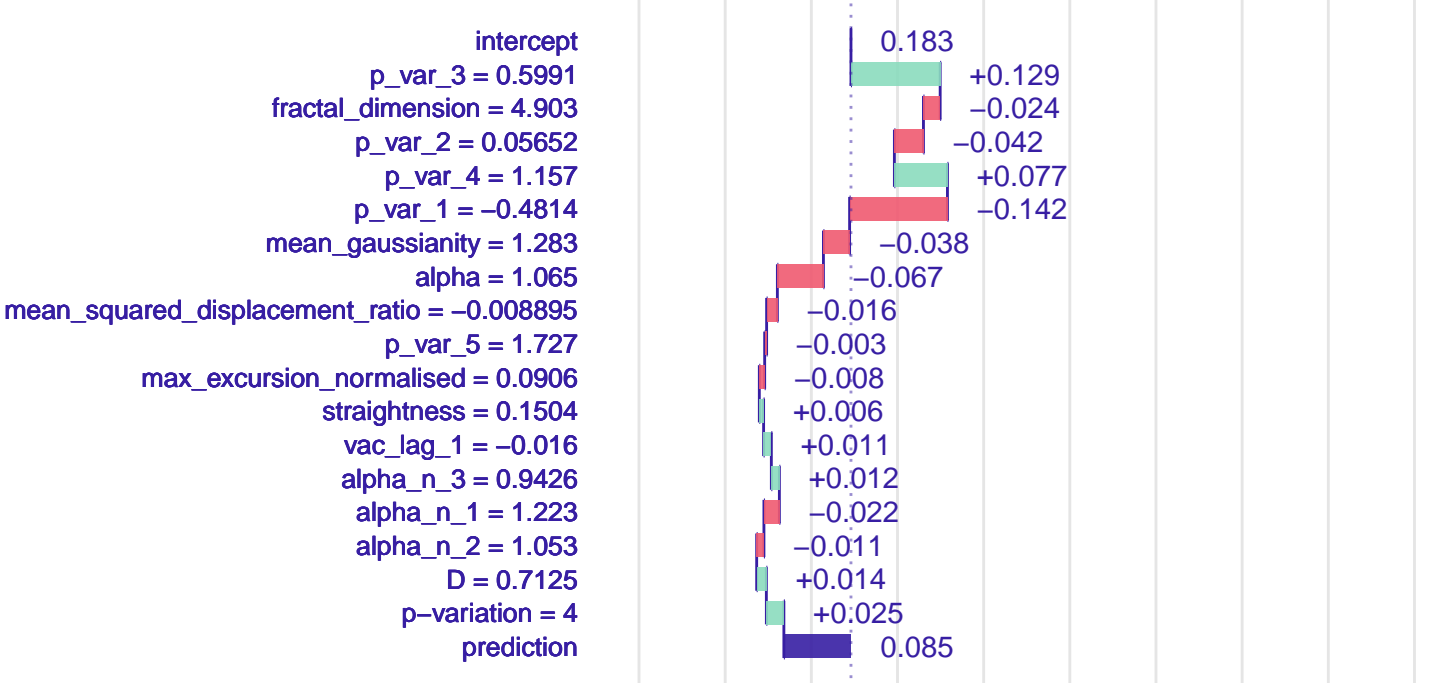 intercept 0.183
p_var_3 = 0.5991 +0.129
fractal_dimension = 4.903 −0.024
p_var_2 = 0.05652 −0.042
p_var_4 = 1.157 +0.077
p_var_1 = −0.4814 −0.142
mean_gaussianity = 1.283 −0.038
alpha = 1.065 −0.067
mean_squared_displacement_ratio = −0.008895 −0.016
p_var_5 = 1.727 −0.003
max_excursion_normalised = 0.0906 −0.008
straightness = 0.1504 +0.006
vac_lag_1 = −0.016 +0.011
alpha_n_3 = 0.9426 +0.012
alpha_n_1 = 1.223 −0.022
alpha_n_2 = 1.053 −0.011
D = 0.7125 +0.014
p−variation = 4 +0.025
prediction 0.085